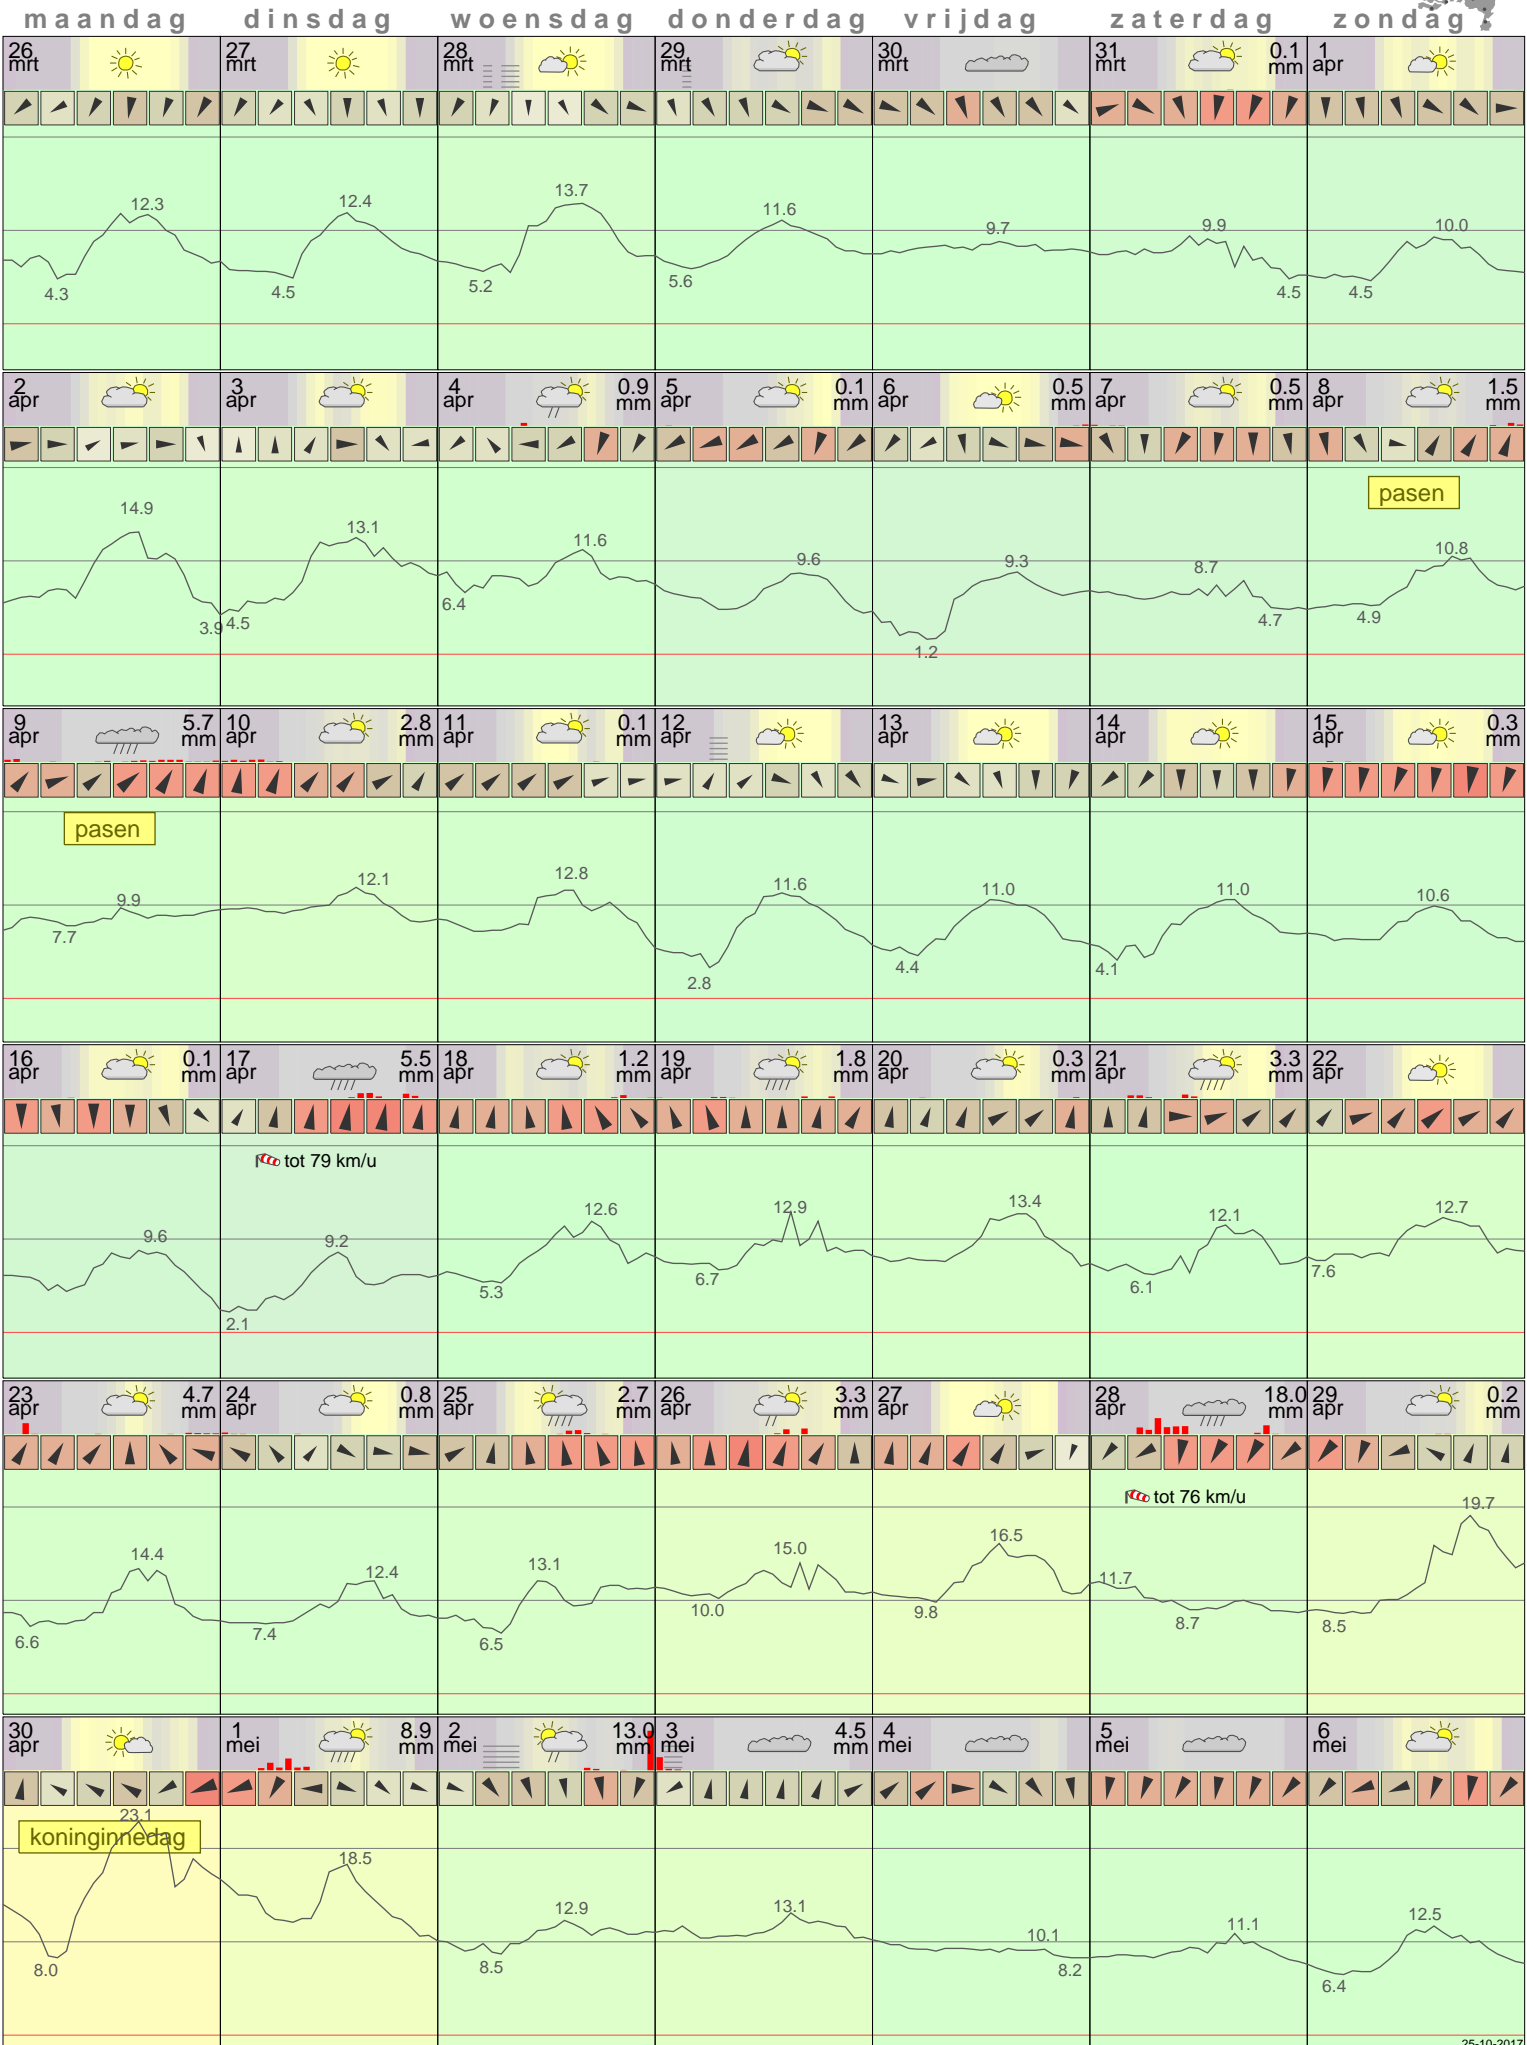 maandag dinsdag woensdag donderdag vrijdag zaterdag zondag
26 27 28 29 30 31 1
mrt mrt mrt mrt mrt mrt 0.1 mm apr
12.3 12.4 13.7 11.6 9.7 9.9 10.0
4.3 4.5 5.2 5.6 4.5 4.5
2 3 4 0.9 5 0.1 6 0.5 7 0.5 8 1.5
apr apr apr mm apr mm apr mm apr mm apr mm
pasen
14.9 13.1 11.6 9.6 9.3 8.7 10.8
3.9 4.5 6.4 1.2 4.7 4.9
9 5.7 10 2.8 11 0.1 12 13 14 15 0.3
apr mm apr mm apr mm apr apr apr apr mm
pasen
9.9 12.1 12.8 11.6 11.0 11.0 10.6
7.7 2.8 4.4 4.1
16 0.1 17 5.5 18 1.2 19 1.8 20 0.3 21 3.3 22
apr mm apr mm apr mm apr mm apr mm apr mm apr
tot 79 km/u
9.6 9.2 12.6 12.9 13.4 12.1 12.7
2.1 5.3 6.7 6.1 7.6
23 4.7 24 0.8 25 2.7 26 3.3 27 28 18.0 29 0.2
apr mm apr mm apr mm apr mm apr apr mm apr mm
tot 76 km/u
14.4 12.4 13.1 15.0 16.5 11.7 19.7
6.6 7.4 6.5 10.0 9.8 8.7 8.5
30 1 8.9 2 13.0 3 4.5 4 5 6
apr mei mm mei mm mei mm mei mei mei
23.1
koninginnedag
18.5 12.9 13.1 10.1 11.1 12.5
8.0 8.5 8.2 6.4
25-10-2017